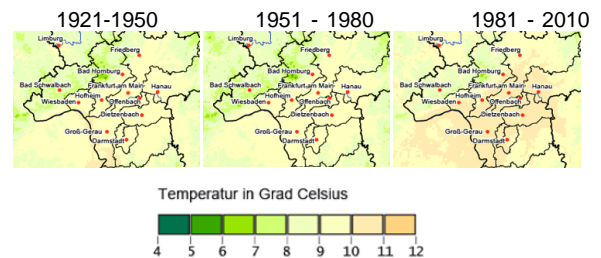 1921-1950 1951 - 1980 1981 - 2010
Limburg
Friedberg
Bad Homburg
Bad Schwalbach Frankfurt am Main Hanau
Hofheim
Wiesbaden Offenbach
Dietzenbach
Groß-Gerau
Darmstadt
Limburg
Friedberg
Bad Homburg
Bad Schwalbach Frankfurt am Main Hanau
Hofheim
Wiesbaden Offenbach
Dietzenbach
Groß-Gerau
Darmstadt
Limburg
Friedberg
Bad Homburg
Bad Schwalbach Frankfurt am Main Hanau
Hofheim
Wiesbaden Offenbach
Dietzenbach
Groß-Gerau
Darmstadt
Temperatur in Grad Celsius
4 5 6 7 8 9 10 11 12